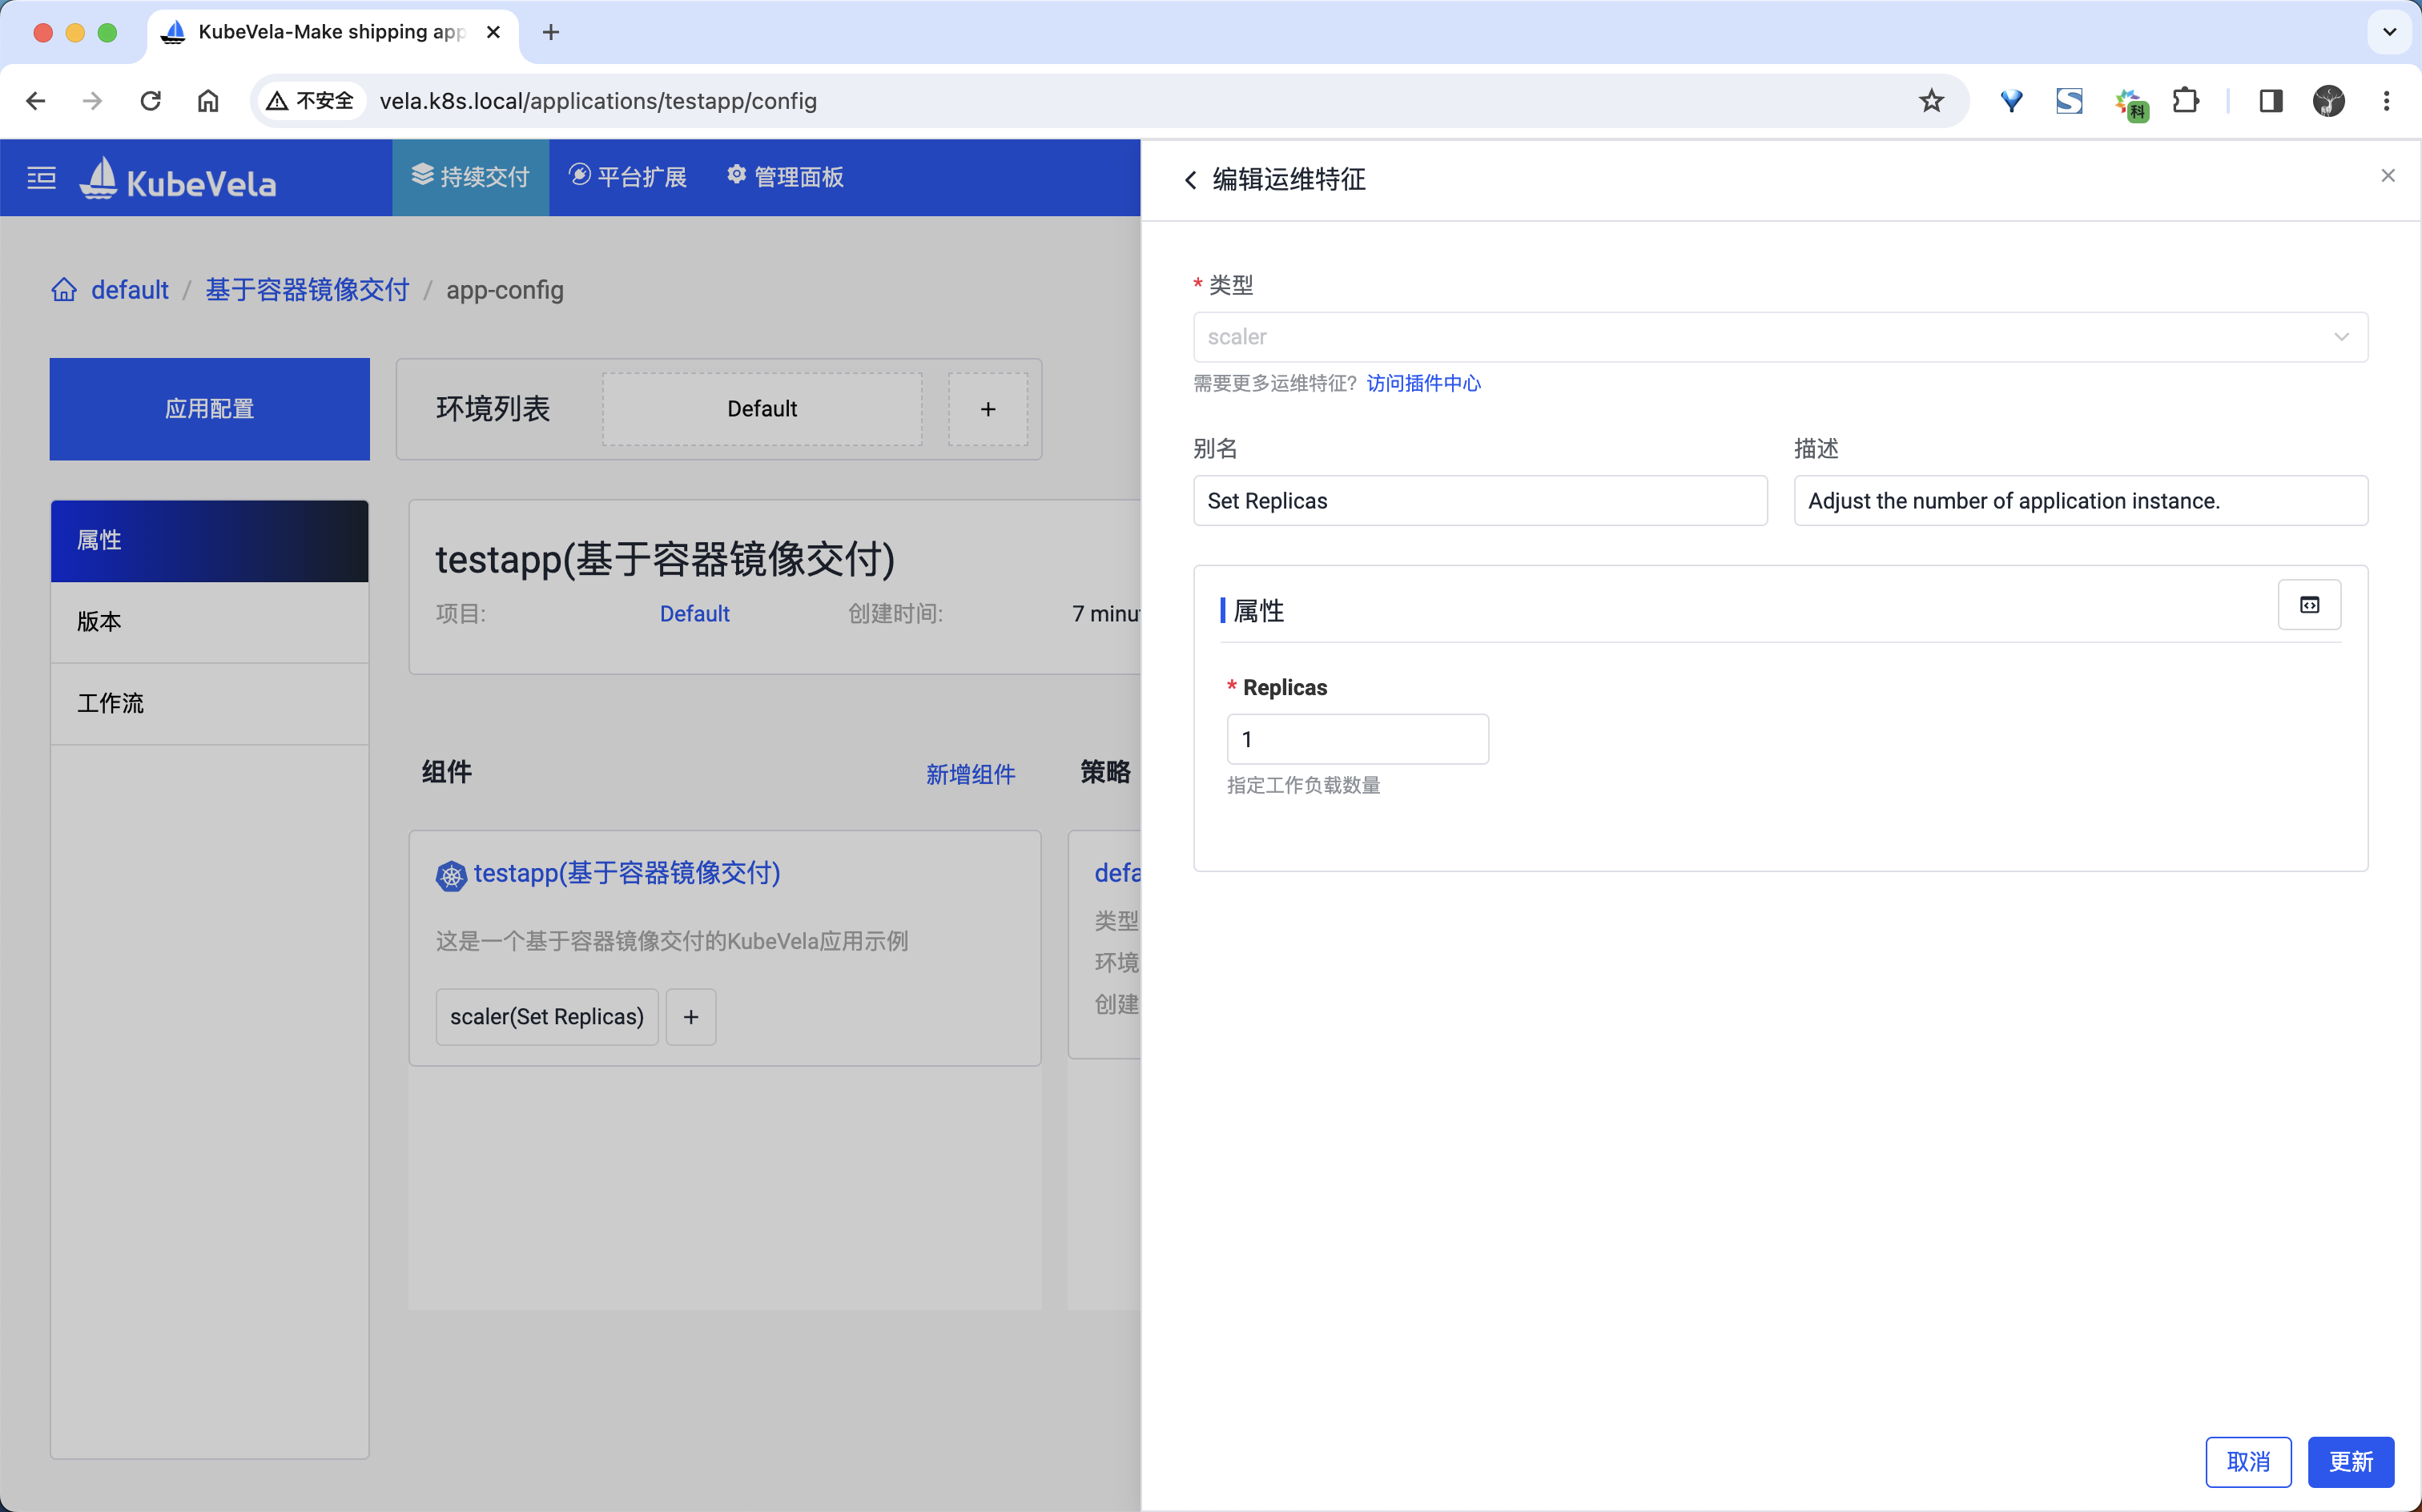 KubeVela-Make shipping app
不安全
vela.k8s.local/applications/testapp/config
科
KubeVela
持续交付
平台扩展
管理面板
default / 基于容器镜像交付 / app-config
应用配置
环境列表
Default
+
属性
版本
工作流
testapp(基于容器镜像交付)
项目:
Default
创建时间:
7 minu
组件
新增组件
策略
testapp(基于容器镜像交付)
这是一个基于容器镜像交付的KubeVela应用示例
scaler(Set Replicas)
+
defa
类型
环境
创建
编辑运维特征
* 类型
scaler
需要更多运维特征? 访问插件中心
别名
描述
Set Replicas
Adjust the number of application instance.
属性
* Replicas
1
指定工作负载数量
取消
更新